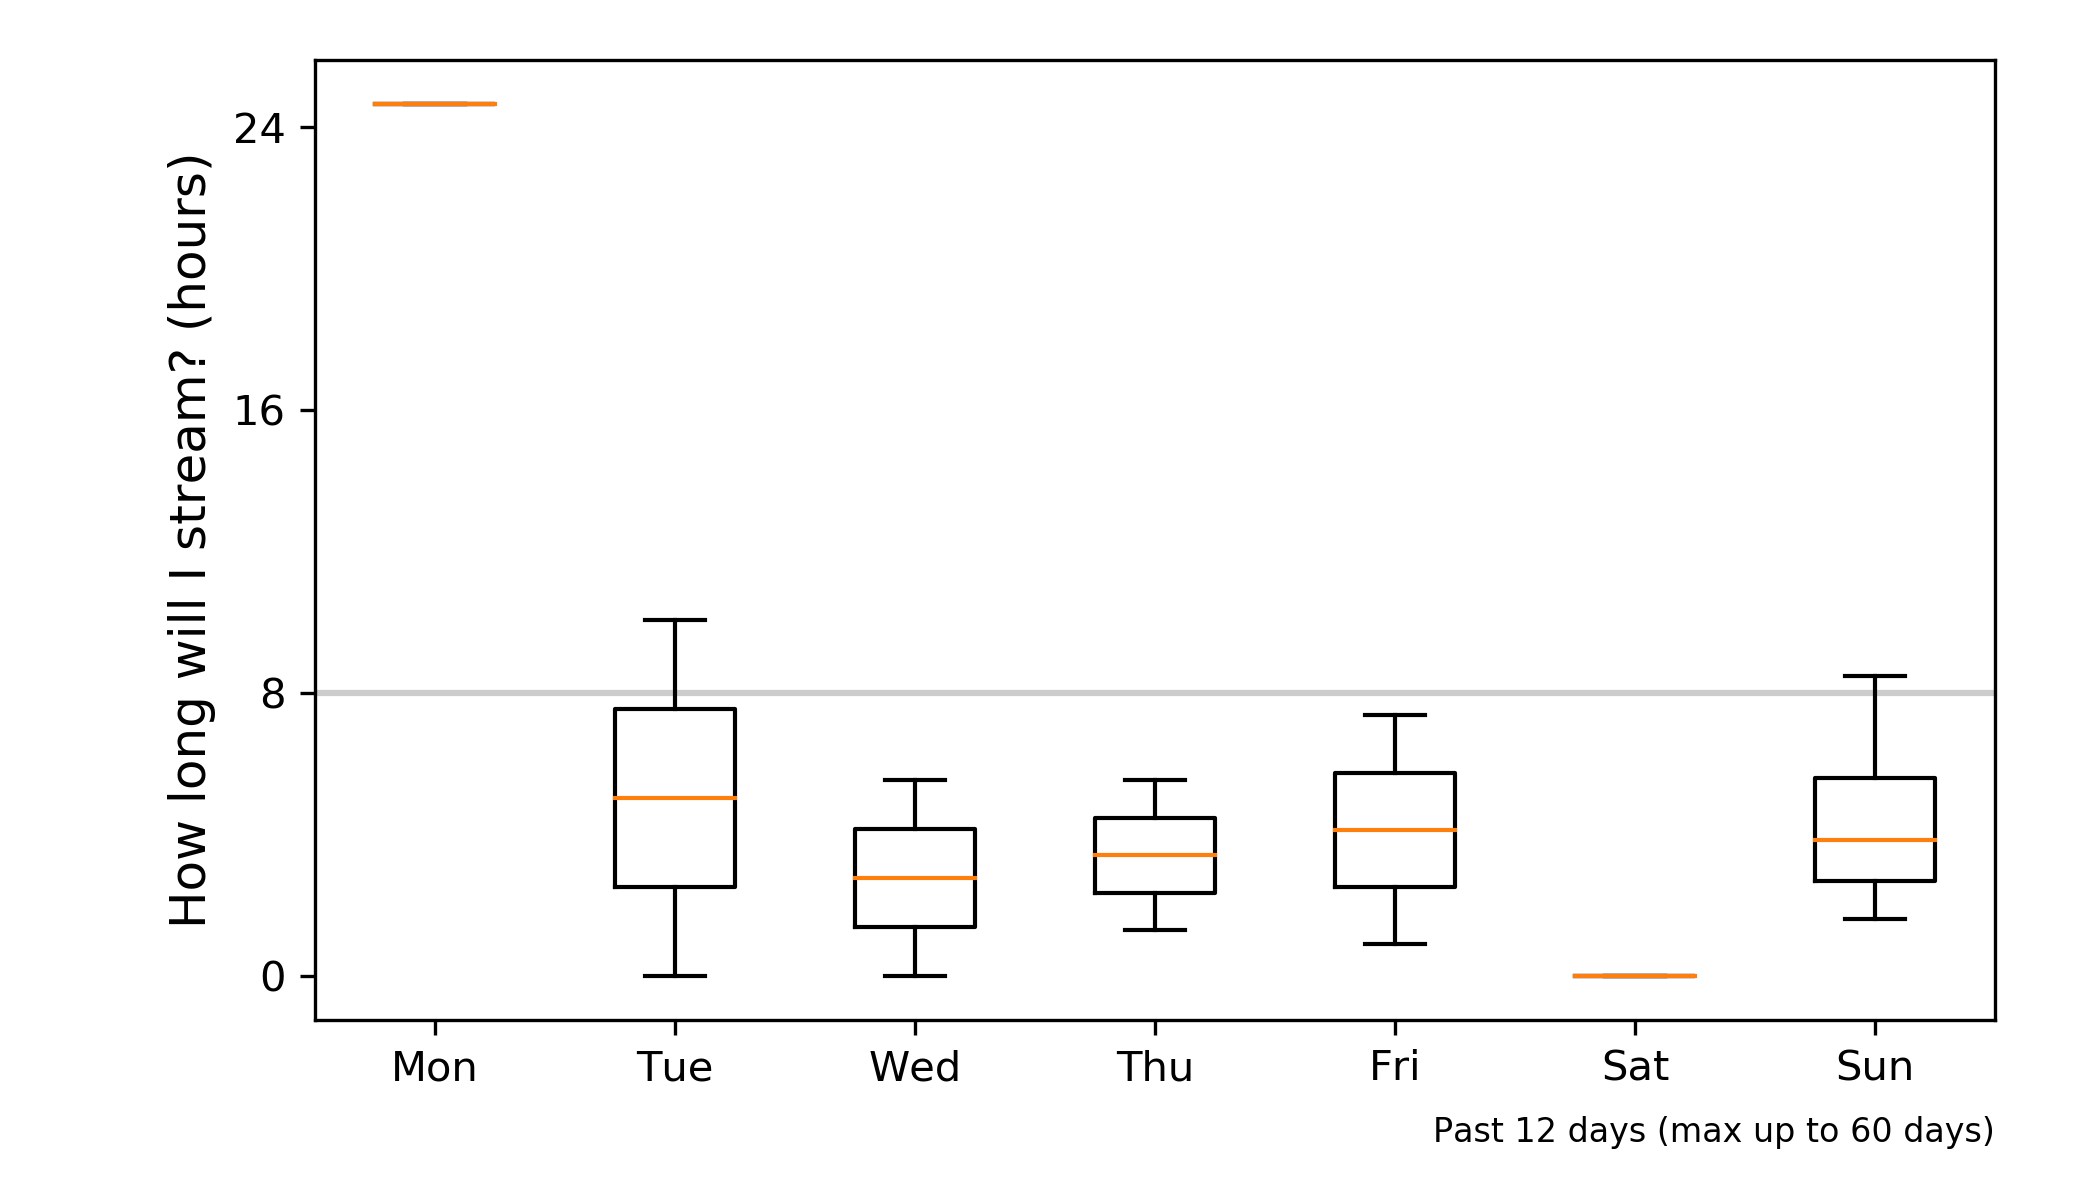 How long will I stream? (hours)
24
16
8
0
Mon Tue Wed Thu Fri Sat Sun
Past 12 days (max up to 60 days)